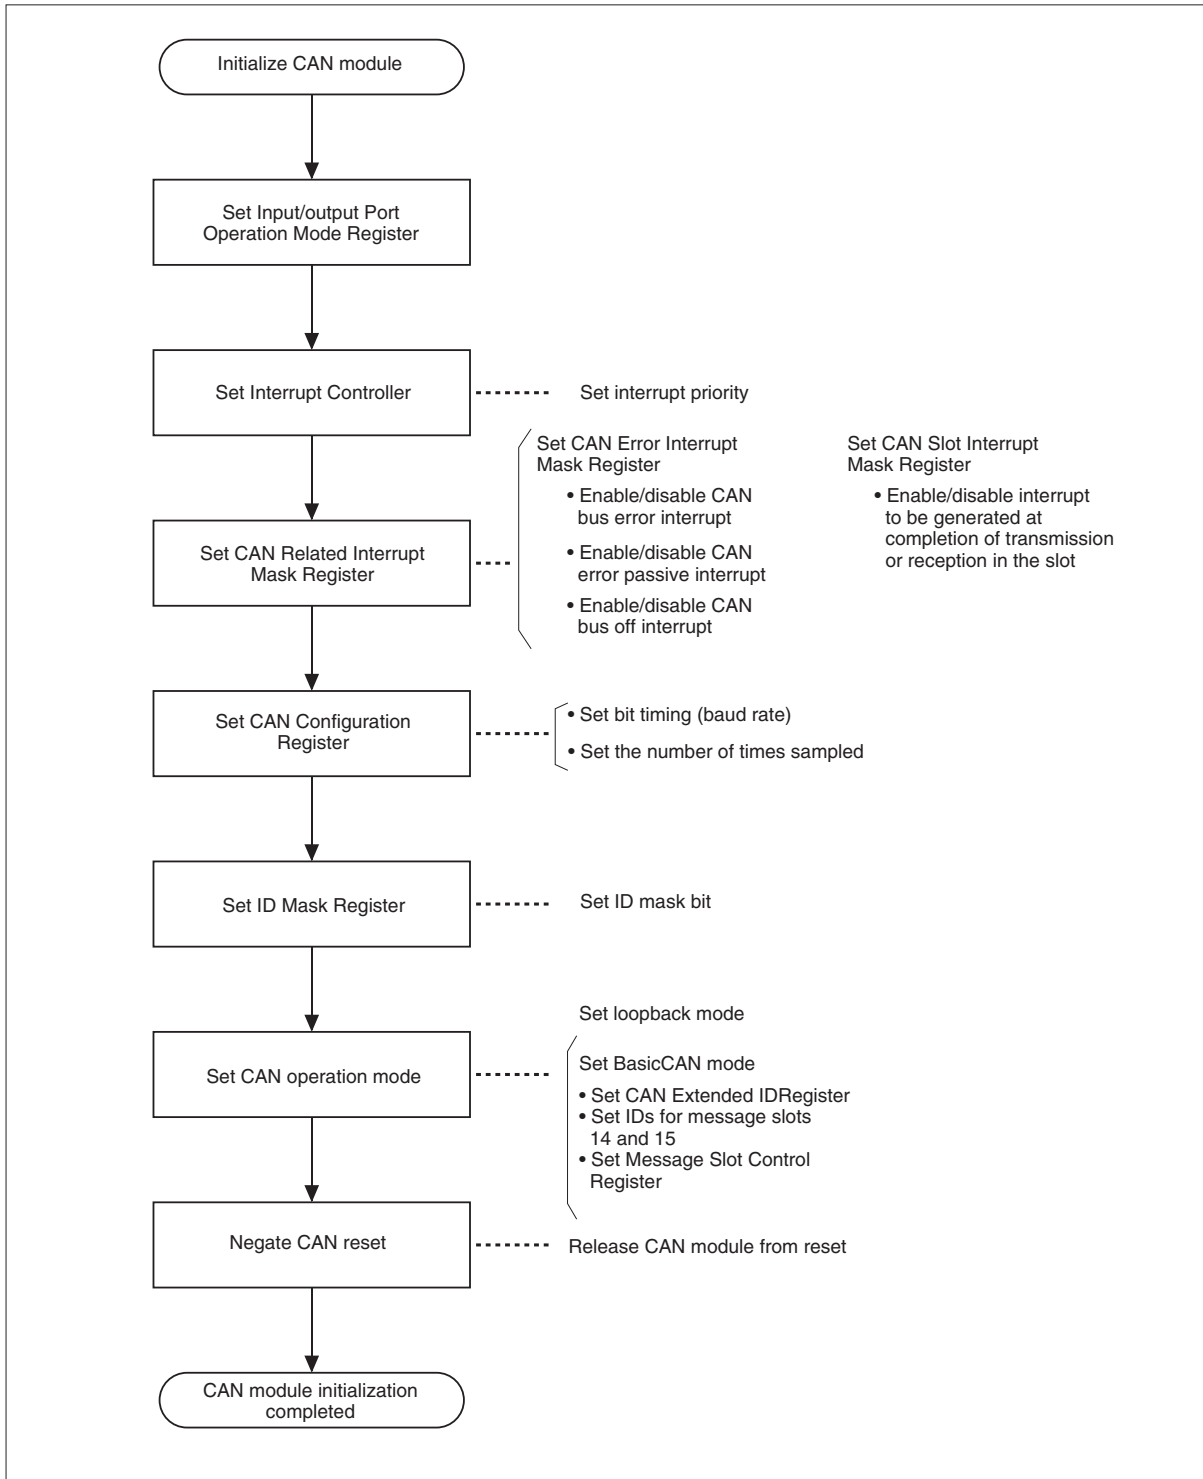 Initialize CAN module
Set Input/output Port
Operation Mode Register
Set Interrupt Controller
Set interrupt priority
Set CAN Error Interrupt
Mask Register
• Enable/disable CAN
bus error interrupt
• Enable/disable CAN
error passive interrupt
• Enable/disable CAN
bus off interrupt
Set CAN Slot Interrupt
Mask Register
• Enable/disable interrupt
to be generated at
completion of transmission
or reception in the slot
Set CAN Related Interrupt
Mask Register
Set CAN Configuration
Register
• Set bit timing (baud rate)
• Set the number of times sampled
Set ID Mask Register
Set ID mask bit
Set CAN operation mode
Set loopback mode
Set BasicCAN mode
• Set CAN Extended IDRegister
• Set IDs for message slots
14 and 15
• Set Message Slot Control
Register
Negate CAN reset
Release CAN module from reset
CAN module initialization
completed